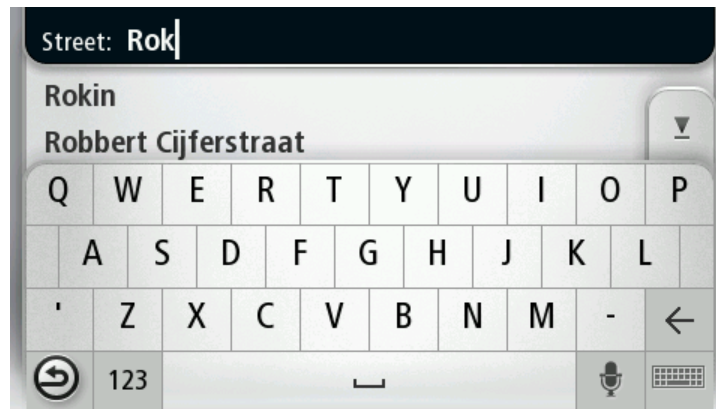 Street: Rok
Rokin
Robbert Cijferstraat
Q W E R T Y U I O P
A S D F G H J K L
' Z X C V B N M -
123